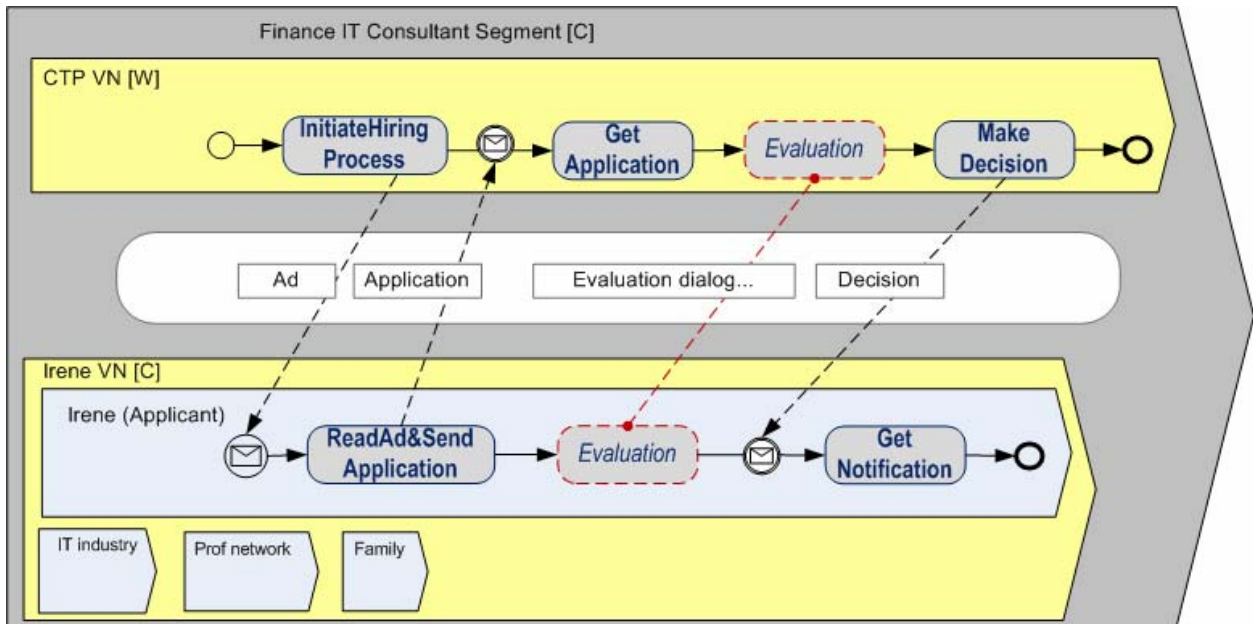 Finance IT Consultant Segment [C]
CTP VN [W]
InitiateHiring
Process
Get
Application
Evaluation
Make
Decision
Ad
Application
Evaluation dialog...
Decision
Irene VN [C]
Irene (Applicant)
ReadAd&Send
Application
Evaluation
Get
Notification
IT industry
Prof network
Family